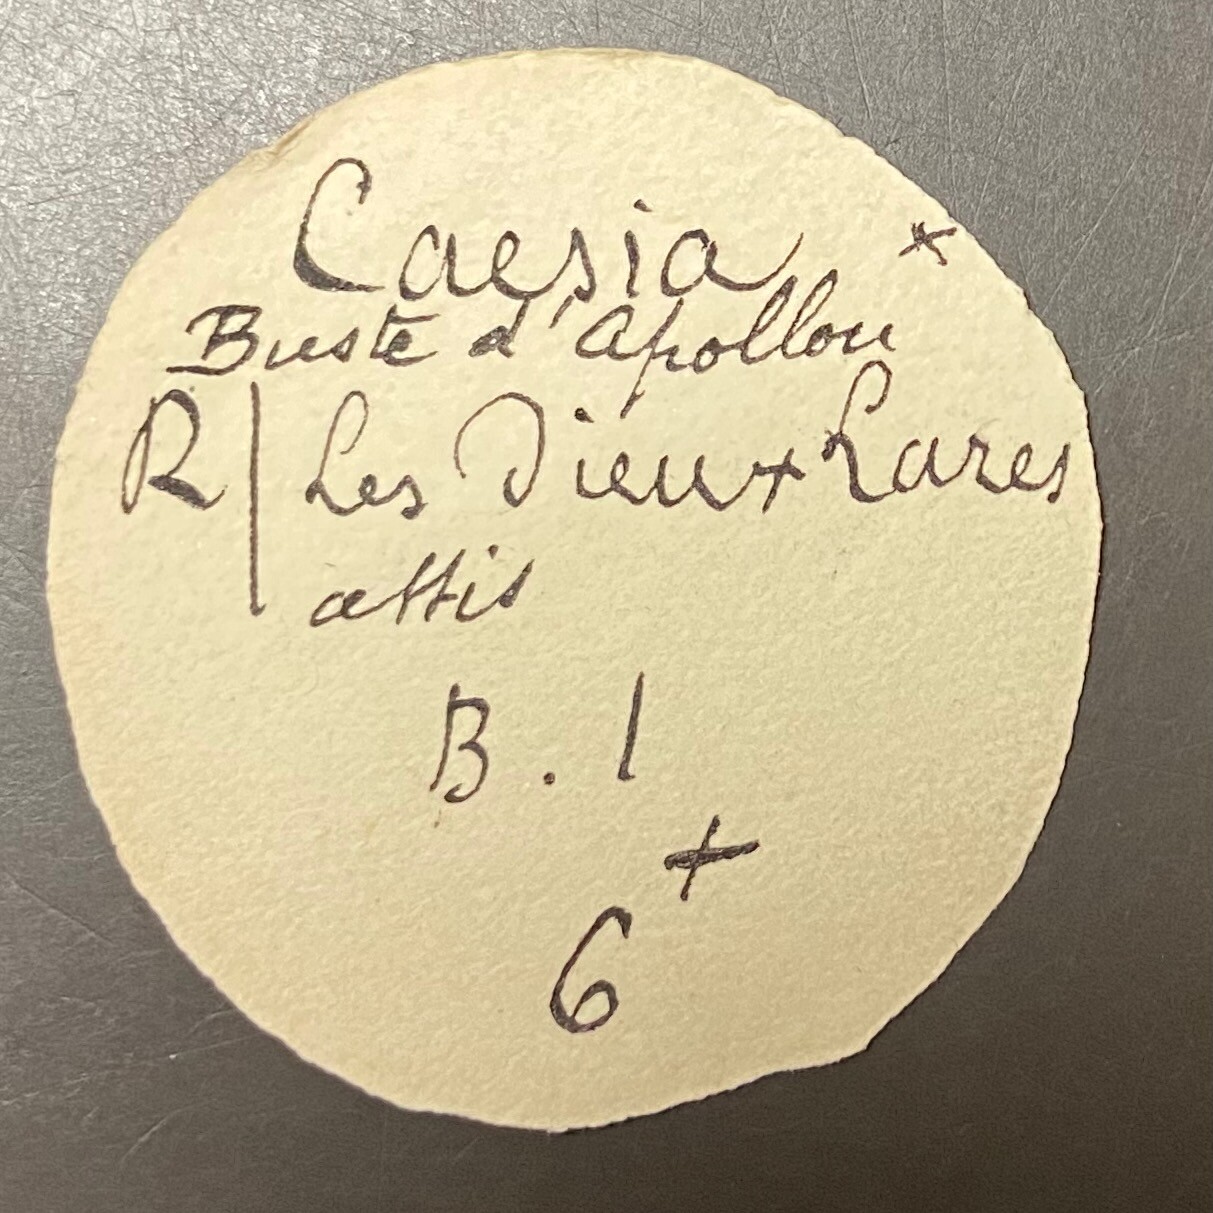 Caesia +
Buste d'apollon
R| Les Dieux Lares
attis
B. 1
+
6